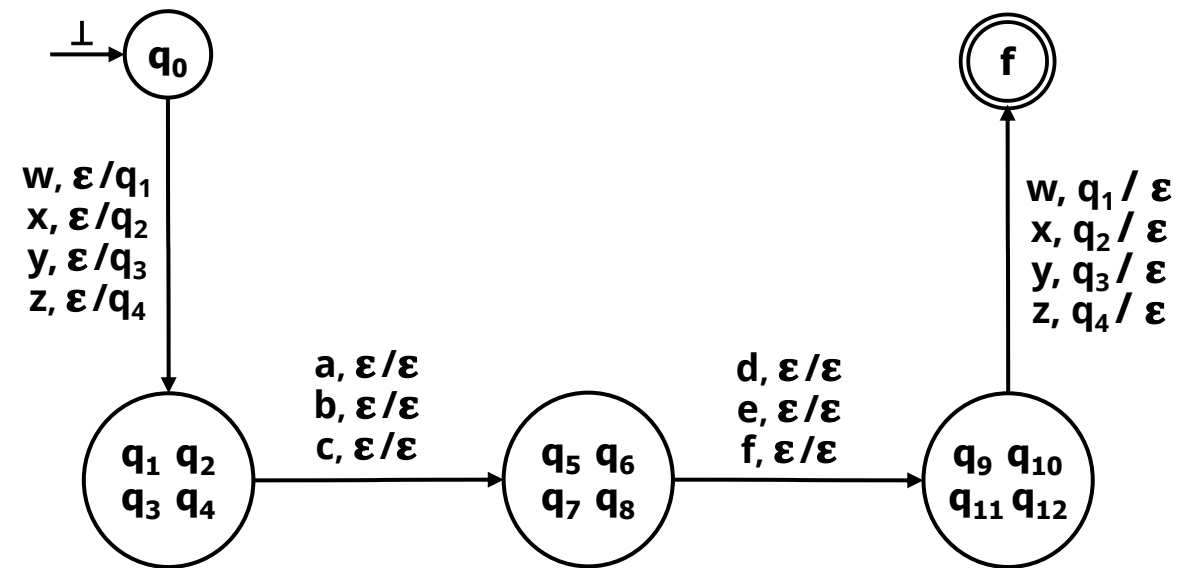 ⊥
q₀
f
w, ε/q₁
x, ε/q₂
y, ε/q₃
z, ε/q₄
w, q₁/ ε
x, q₂/ ε
y, q₃/ ε
z, q₄/ ε
a, ε/ε
b, ε/ε
c, ε/ε
d, ε/ε
e, ε/ε
f, ε/ε
q₁ q₂
q₃ q₄
q₅ q₆
q₇ q₈
q₉ q₁₀
q₁₁ q₁₂